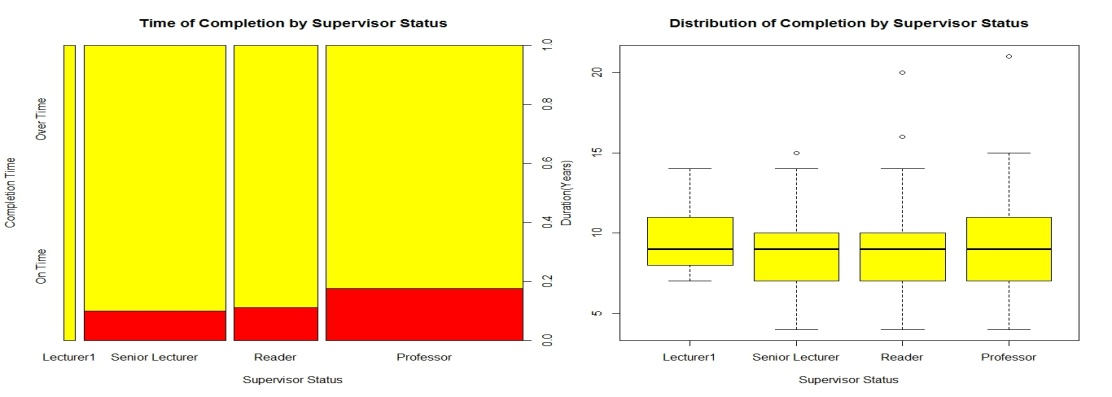 Time of Completion by Supervisor Status
Completion Time
Over Time
On Time
1.0
0.8
0.6
0.4
0.2
0.0
Lecturer1 Senior Lecturer Reader Professor
Supervisor Status
Distribution of Completion by Supervisor Status
Duration(Years)
20
15
10
5
Lecturer1 Senior Lecturer Reader Professor
Supervisor Status